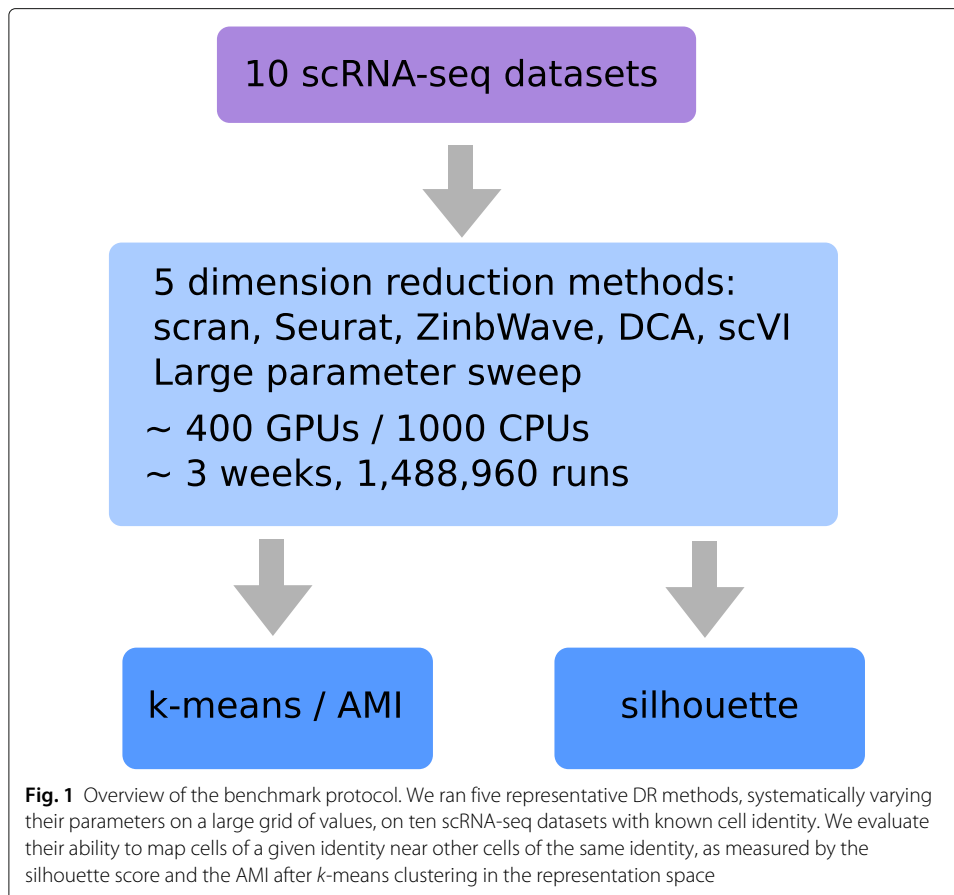 10 scRNA-seq datasets
5 dimension reduction methods:
scran, Seurat, ZinbWave, DCA, scVI
Large parameter sweep
~ 400 GPUs / 1000 CPUs
~ 3 weeks, 1,488,960 runs
k-means / AMI
silhouette
Fig. 1 Overview of the benchmark protocol. We ran five representative DR methods, systematically varying
their parameters on a large grid of values, on ten scRNA-seq datasets with known cell identity. We evaluate
their ability to map cells of a given identity near other cells of the same identity, as measured by the
silhouette score and the AMI after k-means clustering in the representation space